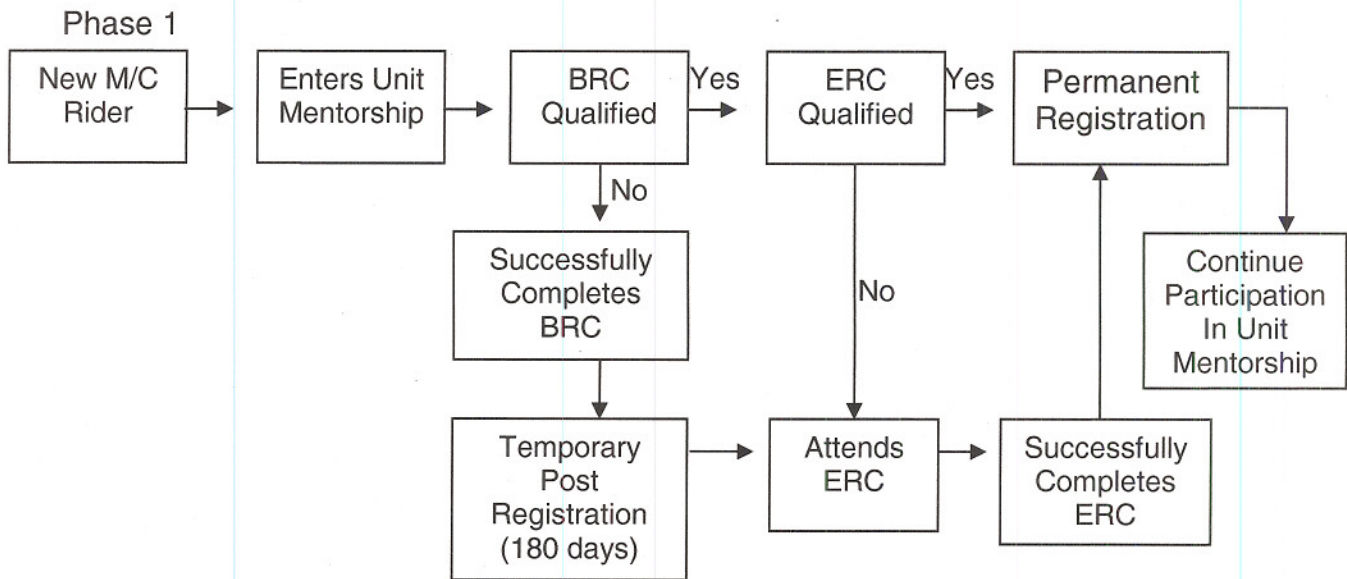 Phase 1
New M/C
Rider
Enters Unit
Mentorship
BRC
Qualified
Yes
ERC
Qualified
Yes
Permanent
Registration
No
Successfully
Completes
BRC
No
Continue
Participation
In Unit
Mentorship
Temporary
Post
Registration
(180 days)
Attends
ERC
Successfully
Completes
ERC